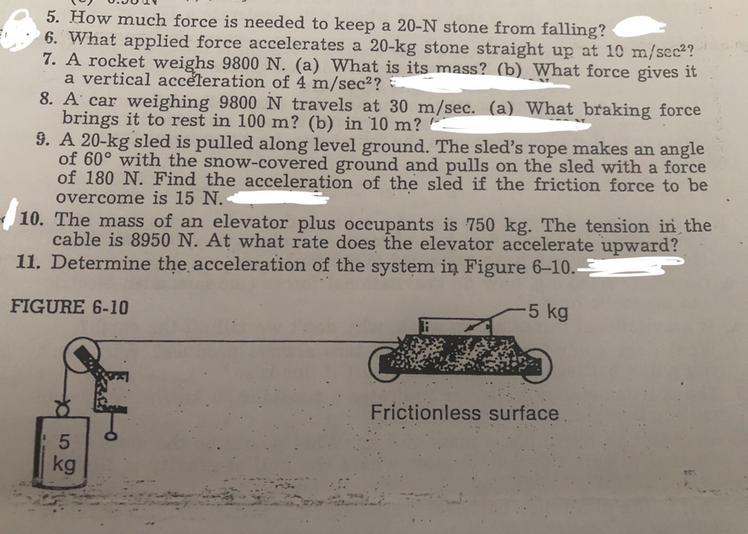 5. How much force is needed to keep a 20-N stone from falling?
6. What applied force accelerates a 20-kg stone straight up at 10 m/sec²?
7. A rocket weighs 9800 N. (a) What is its mass? (b) What force gives it
a vertical acceleration of 4 m/sec²?
8. A car weighing 9800 N travels at 30 m/sec. (a) What braking force
brings it to rest in 100 m? (b) in 10 m?
9. A 20-kg sled is pulled along level ground. The sled's rope makes an angle
of 60° with the snow-covered ground and pulls on the sled with a force
of 180 N. Find the acceleration of the sled if the friction force to be
overcome is 15 N.
10. The mass of an elevator plus occupants is 750 kg. The tension in the
cable is 8950 N. At what rate does the elevator accelerate upward?
11. Determine the acceleration of the system in Figure 6–10.
FIGURE 6-10
5 kg
Frictionless surface
5
kg